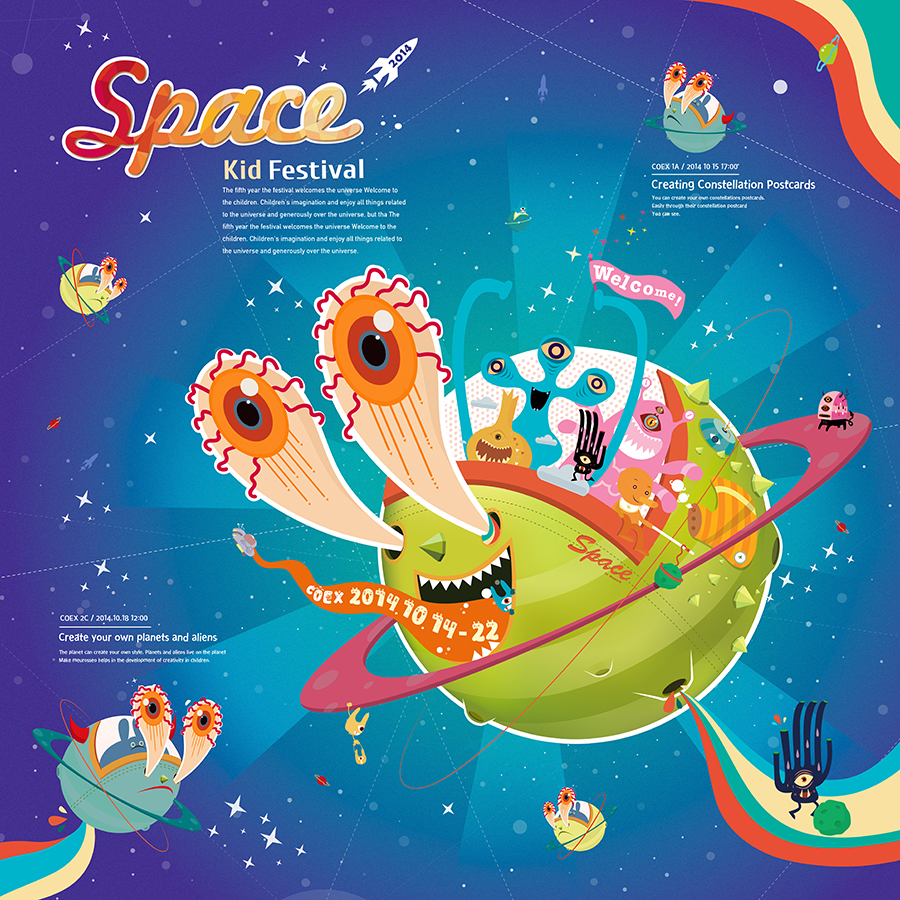 Space
2014
Kid Festival
The fifth year the festival welcomes the universe Welcome to
the children. Children's imagination and enjoy all things related
to the universe and generously over the universe. but tha The
fifth year the festival welcomes the universe Welcome to the
children. Children's imagination and enjoy all things related to
the universe and generously over the universe.
COEX 1A / 2014 10 15 17:00'
Creating Constellation Postcards
You can create your own constellations postcards.
Easily through their constellation postcard
You can see.
Welcome!
Space
COEX 2014 10 14-22
COEX 2C / 2014.10.18 12:00
Create your own planets and aliens
The planet can create your own style. Planets and aliens live on the planet
Make mourosses helps in the development of creativity in children.